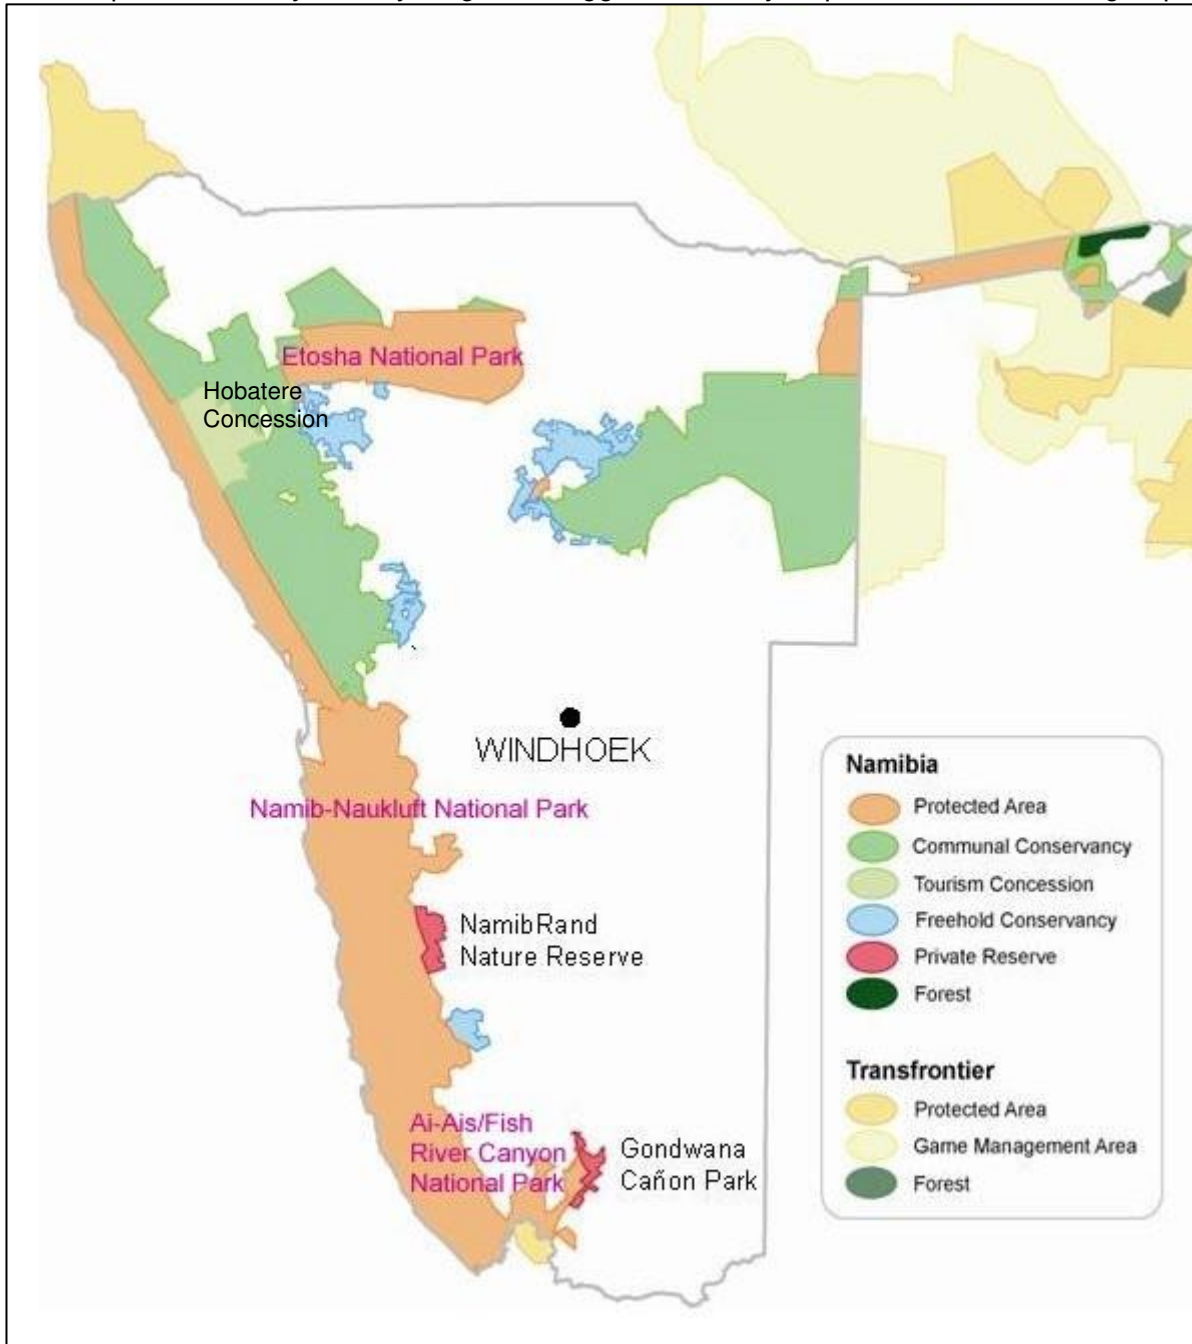 Etosha National Park
Hobatere
Concession
WINDHOEK
Namib-Naukluft National Park
NamibRand
Nature Reserve
Ai-Ais/Fish
River Canyon
National Park
Gondwana
Cañon Park
Namibia
Protected Area
Communal Conservancy
Tourism Concession
Freehold Conservancy
Private Reserve
Forest
Transfrontier
Protected Area
Game Management Area
Forest